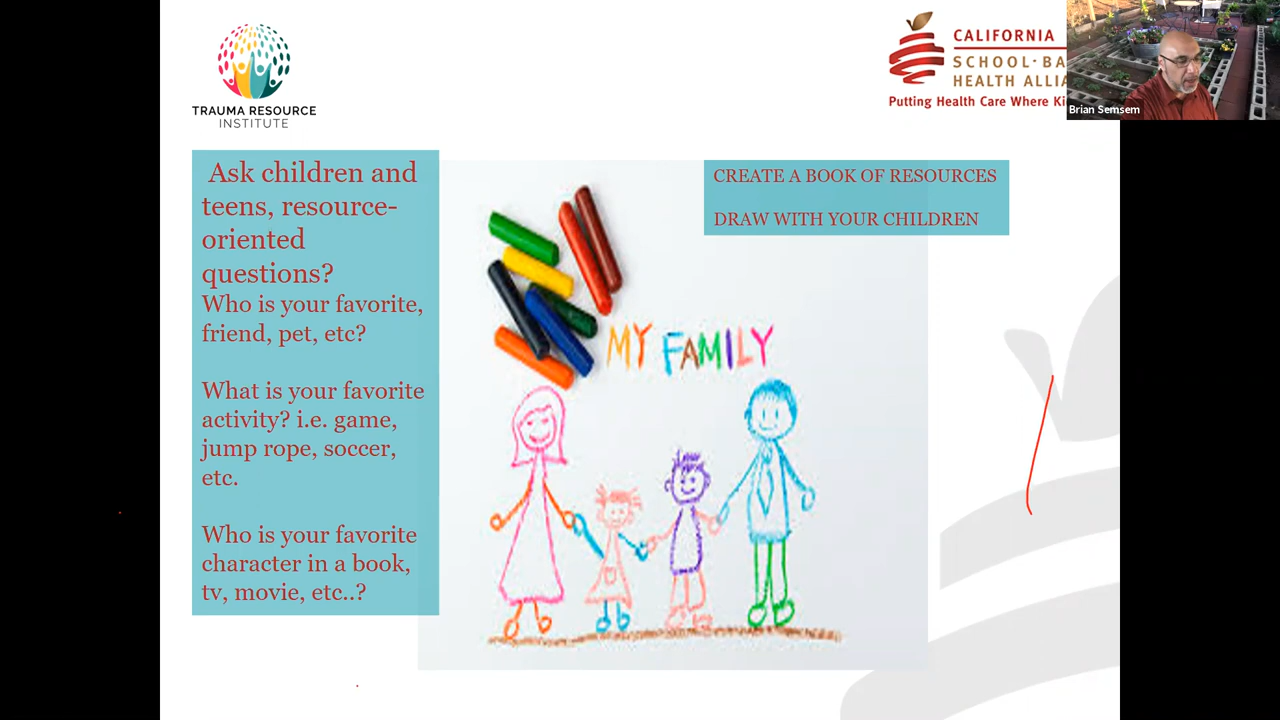 TRAUMA RESOURCE
INSTITUTE
CALIFORNIA
SCHOOL·BA
HEALTH ALLIA
Putting Health Care Where Ki
Brian Semsem
Ask children and
teens, resource-
oriented
questions?
Who is your favorite,
friend, pet, etc?
What is your favorite
activity? i.e. game,
jump rope, soccer,
etc.
Who is your favorite
character in a book,
tv, movie, etc..?
CREATE A BOOK OF RESOURCES
DRAW WITH YOUR CHILDREN
MY FAMILY